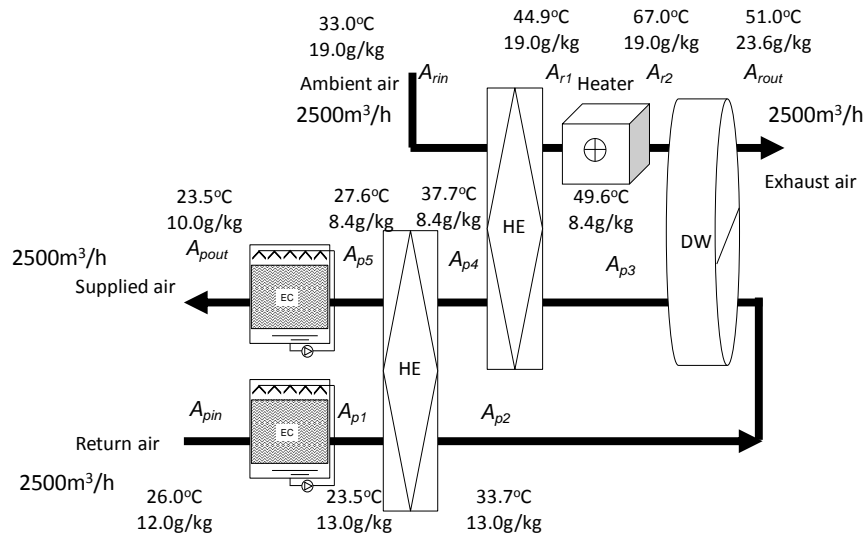 33.0°C
19.0g/kg
44.9°C
19.0g/kg
67.0°C
19.0g/kg
51.0°C
23.6g/kg
Ambient air
A_rin
A_r1
Heater
A_r2
A_rout
2500m³/h
2500m³/h
Exhaust air
HE
DW
23.5°C
10.0g/kg
27.6°C
8.4g/kg
37.7°C
8.4g/kg
49.6°C
8.4g/kg
A_pout
A_p5
A_p4
A_p3
2500m³/h
Supplied air
EC
HE
A_pin
A_p1
A_p2
EC
Return air
2500m³/h
26.0°C
12.0g/kg
23.5°C
13.0g/kg
33.7°C
13.0g/kg